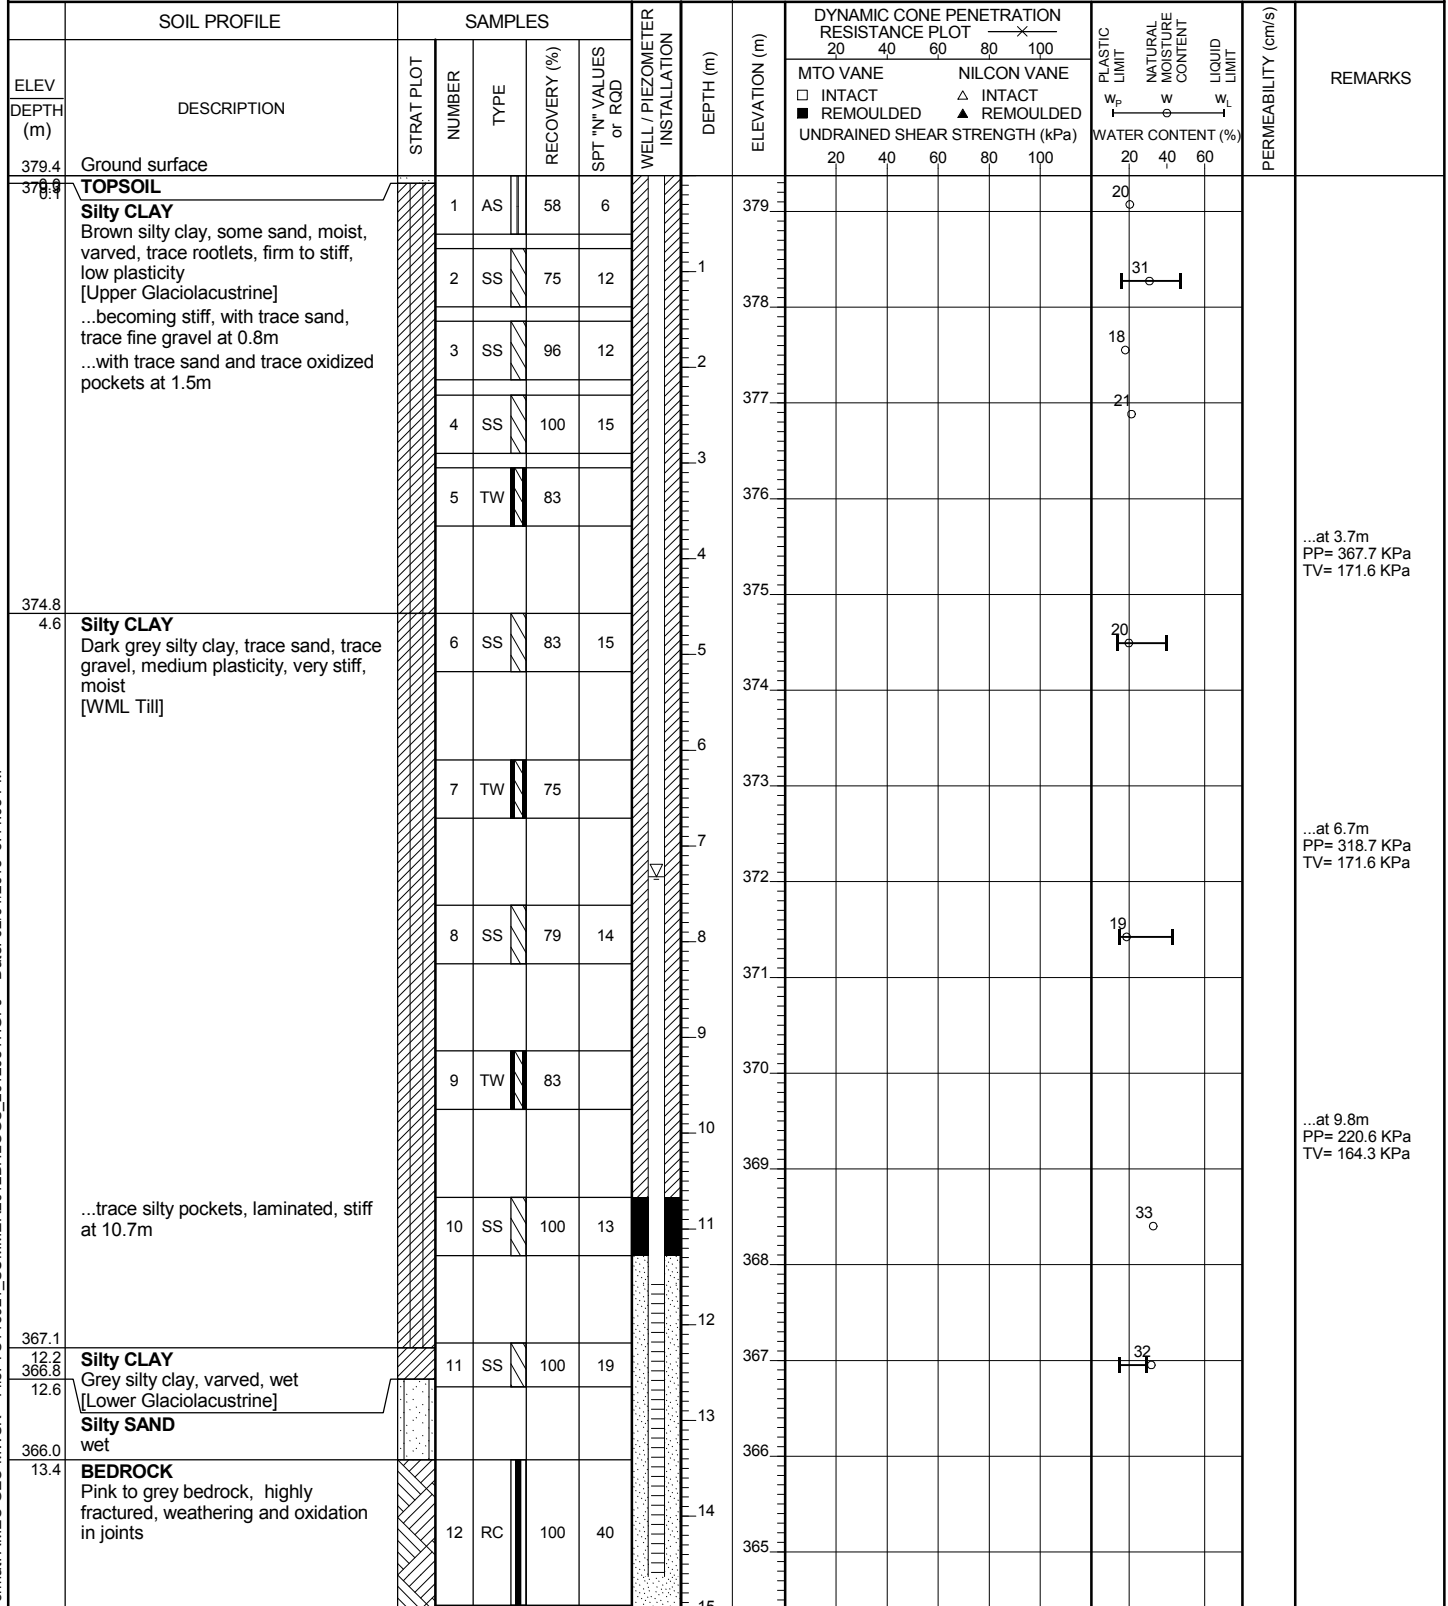 SOIL PROFILE
SAMPLES
ELEV
DEPTH
(m)
DESCRIPTION
STRAT PLOT
NUMBER
TYPE
RECOVERY (%)
SPT "N" VALUES
or RQD
WELL / PIEZOMETER
INSTALLATION
DEPTH (m)
ELEVATION (m)
DYNAMIC CONE PENETRATION
RESISTANCE PLOT
20 40 60 80 100
MTO VANE NILCON VANE
□ INTACT △ INTACT
■ REMOULDED ▲ REMOULDED
UNDRAINED SHEAR STRENGTH (kPa)
20 40 60 80 100
PLASTIC
LIMIT
NATURAL
MOISTURE
CONTENT
LIQUID
LIMIT
WP W WL
WATER CONTENT (%)
20 40 60
PERMEABILITY (cm/s)
REMARKS
379.4 Ground surface
TOPSOIL
0.1
Silty CLAY
Brown silty clay, some sand, moist,
varved, trace rootlets, firm to stiff,
low plasticity
[Upper Glaciolacustrine]
...becoming stiff, with trace sand,
trace fine gravel at 0.8m
...with trace sand and trace oxidized
pockets at 1.5m
374.8
4.6
Silty CLAY
Dark grey silty clay, trace sand, trace
gravel, medium plasticity, very stiff,
moist
[WML Till]
...trace silty pockets, laminated, stiff
at 10.7m
367.1
12.2
Silty CLAY
366.8
Grey silty clay, varved, wet
12.6
[Lower Glaciolacustrine]
Silty SAND
wet
366.0
13.4
BEDROCK
Pink to grey bedrock, highly
fractured, weathering and oxidation
in joints
1 AS 58 6
2 SS 75 12
3 SS 96 12
4 SS 100 15
5 TW 83
6 SS 83 15
7 TW 75
8 SS 79 14
9 TW 83
10 SS 100 13
11 SS 100 19
12 RC 100 40
1
2
3
4
5
6
7
8
9
10
11
12
13
14
15
379
378
377
376
375
374
373
372
371
370
369
368
367
366
365
20
31
18
21
20
19
33
32
...at 3.7m
PP= 367.7 KPa
TV= 171.6 KPa
...at 6.7m
PP= 318.7 KPa
TV= 171.6 KPa
...at 9.8m
PP= 220.6 KPa
TV= 164.3 KPa